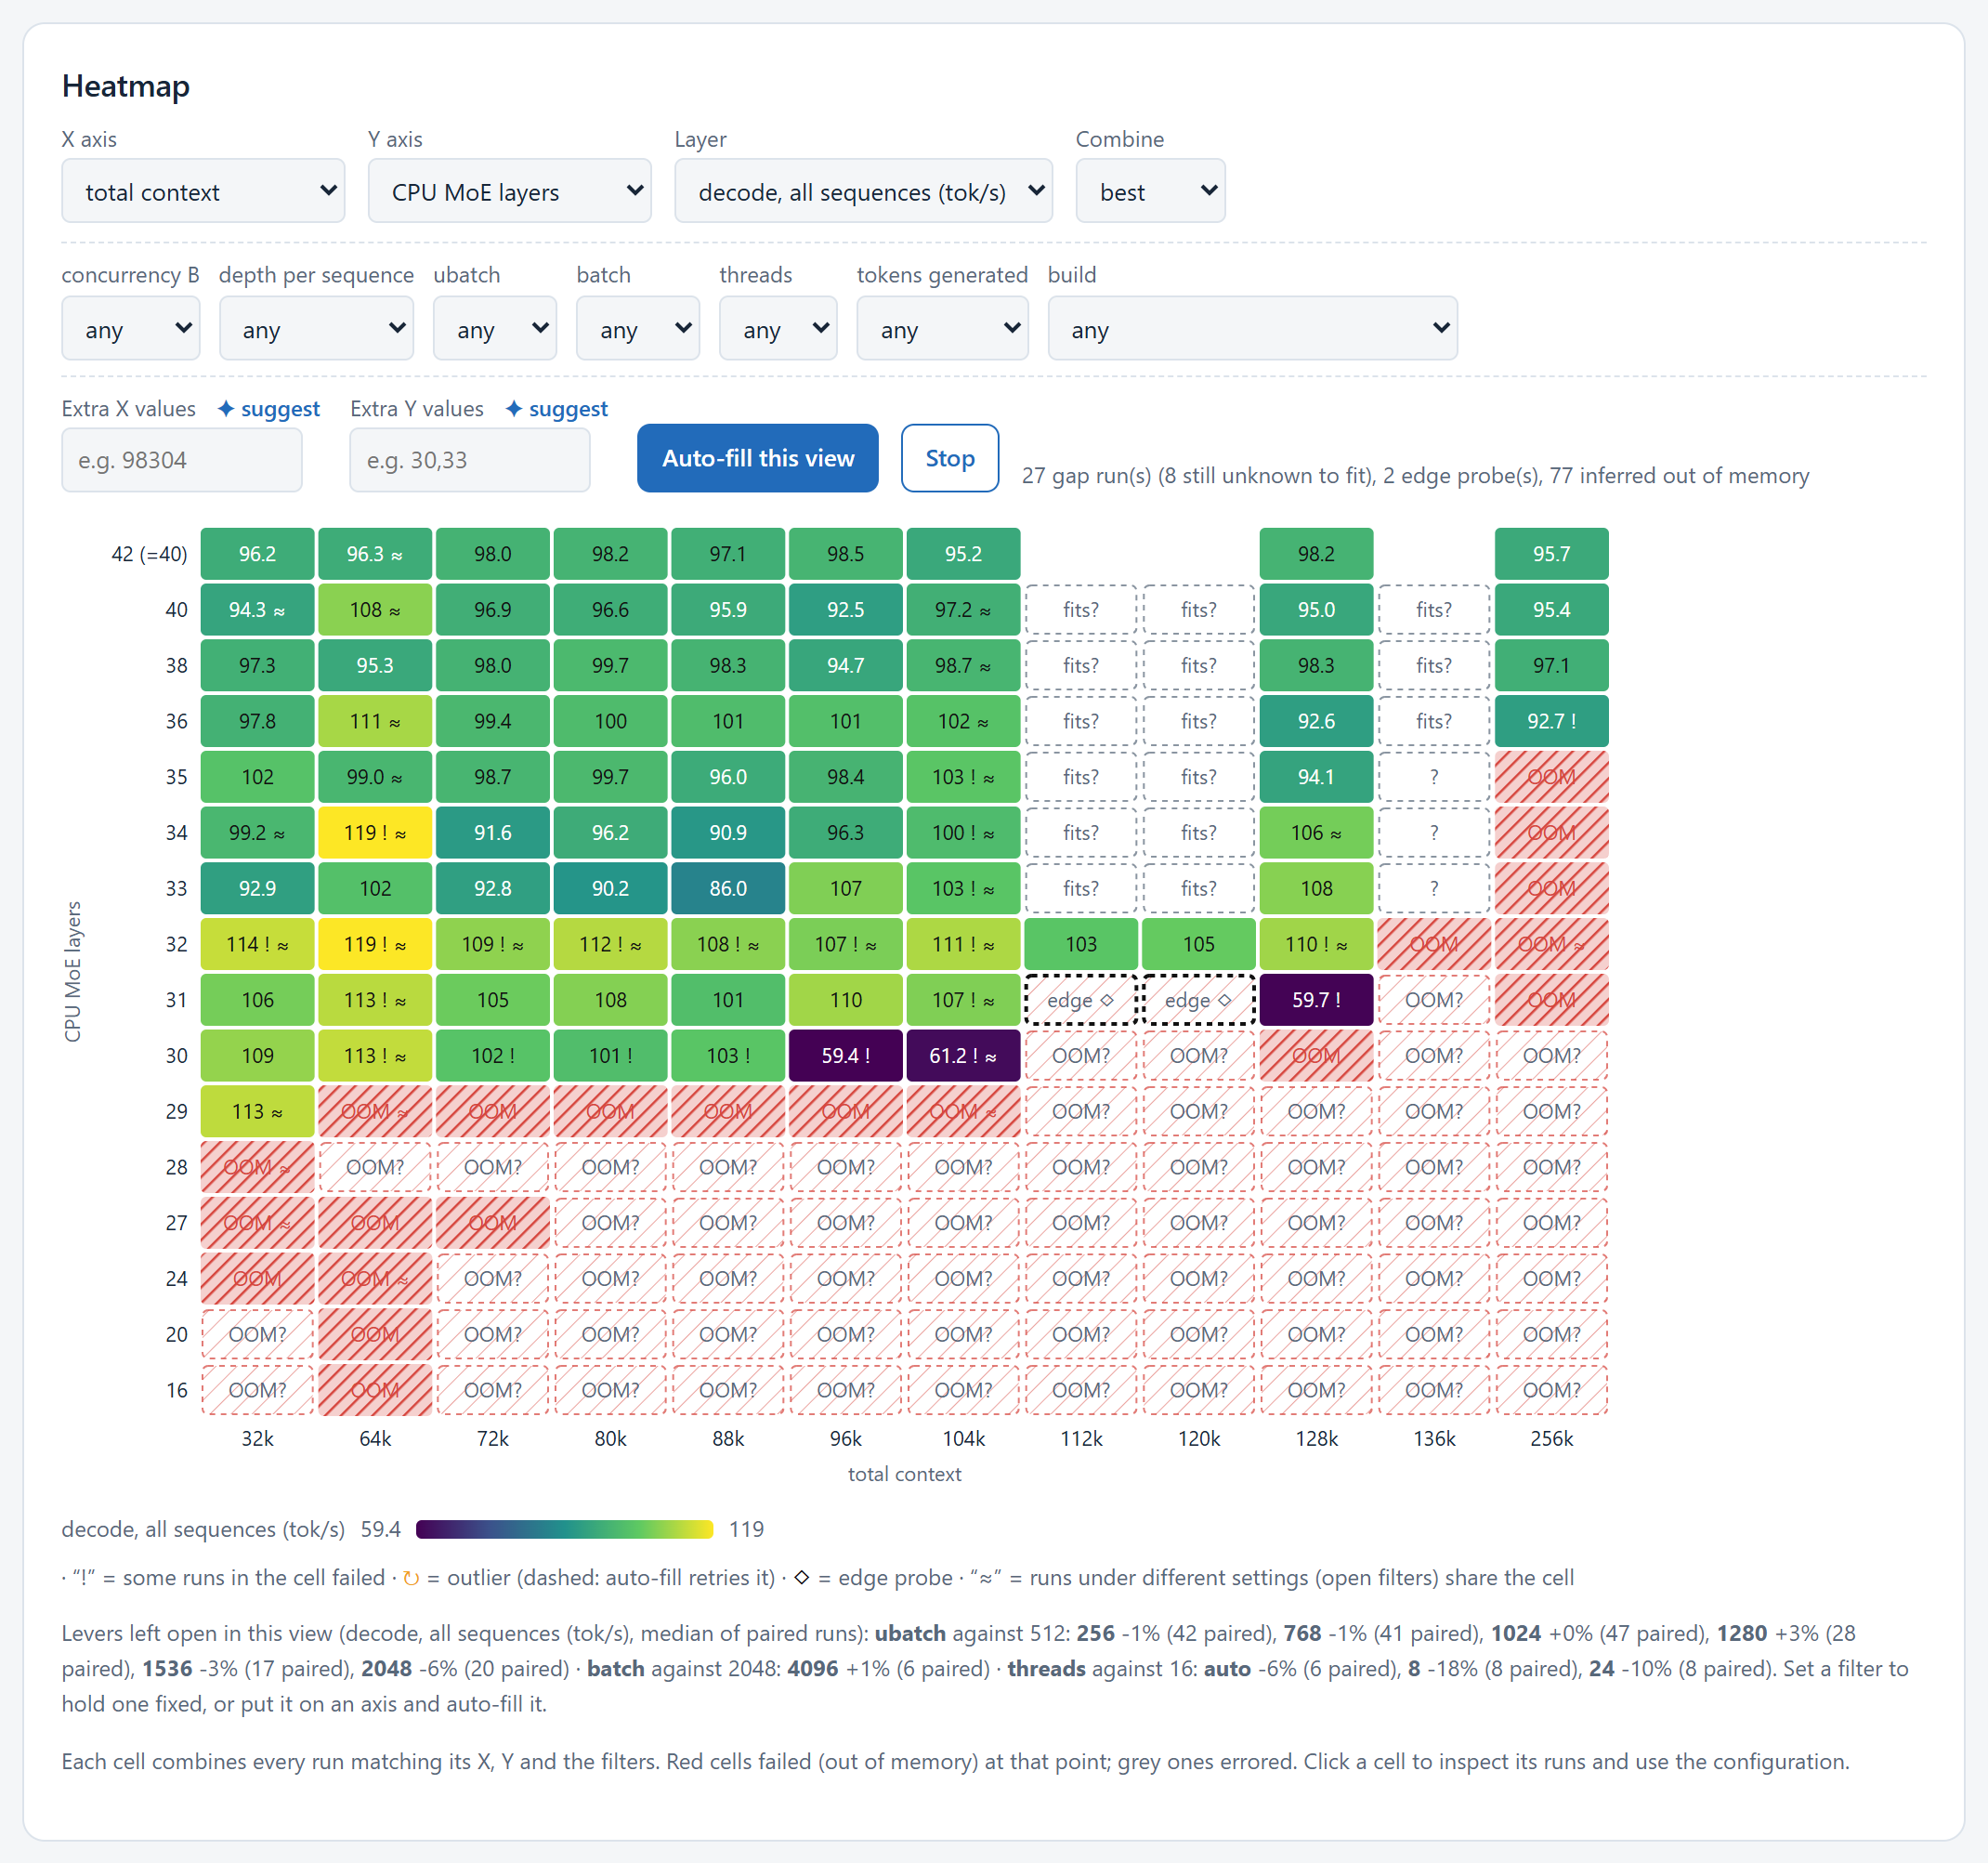 Heatmap
X axis Y axis Layer Combine
total context CPU MoE layers decode, all sequences (tok/s) best
concurrency B depth per sequence ubatch batch threads tokens generated build
any any any any any any any
Extra X values ✦ suggest Extra Y values ✦ suggest
e.g. 98304 e.g. 30,33 Auto-fill this view Stop 27 gap run(s) (8 still unknown to fit), 2 edge probe(s), 77 inferred out of memory
42 (=40) 96.2 96.3 ≈ 98.0 98.2 97.1 98.5 95.2 98.2 95.7
40 94.3 ≈ 108 ≈ 96.9 96.6 95.9 92.5 97.2 ≈ fits? fits? 95.0 fits? 95.4
38 97.3 95.3 98.0 99.7 98.3 94.7 98.7 ≈ fits? fits? 98.3 fits? 97.1
36 97.8 111 ≈ 99.4 100 101 101 102 ≈ fits? fits? 92.6 fits? 92.7 !
35 102 99.0 ≈ 98.7 99.7 96.0 98.4 103 ! ≈ fits? fits? 94.1 ? OOM
34 99.2 ≈ 119 ! ≈ 91.6 96.2 90.9 96.3 100 ! ≈ fits? fits? 106 ≈ ? OOM
33 92.9 102 92.8 90.2 86.0 107 103 ! ≈ fits? fits? 108 ? OOM
32 114 ! ≈ 119 ! ≈ 109 ! ≈ 112 ! ≈ 108 ! ≈ 107 ! ≈ 111 ! ≈ 103 105 110 ! ≈ OOM OOM ≈
31 106 113 ! ≈ 105 108 101 110 107 ! ≈ edge ◇ edge ◇ 59.7 ! OOM? OOM
30 109 113 ! ≈ 102 ! 101 ! 103 ! 59.4 ! 61.2 ! ≈ OOM? OOM? OOM OOM? OOM?
29 113 ≈ OOM ≈ OOM OOM OOM OOM OOM ≈ OOM? OOM? OOM? OOM? OOM?
28 OOM ≈ OOM? OOM? OOM? OOM? OOM? OOM? OOM? OOM? OOM? OOM? OOM?
27 OOM ≈ OOM OOM OOM? OOM? OOM? OOM? OOM? OOM? OOM? OOM? OOM?
24 OOM OOM ≈ OOM? OOM? OOM? OOM? OOM? OOM? OOM? OOM? OOM? OOM?
20 OOM? OOM OOM? OOM? OOM? OOM? OOM? OOM? OOM? OOM? OOM? OOM?
16 OOM? OOM OOM? OOM? OOM? OOM? OOM? OOM? OOM? OOM? OOM? OOM?
CPU MoE layers
32k 64k 72k 80k 88k 96k 104k 112k 120k 128k 136k 256k
total context
decode, all sequences (tok/s) 59.4 119
· “!” = some runs in the cell failed · ↻ = outlier (dashed: auto-fill retries it) · ◇ = edge probe · “≈” = runs under different settings (open filters) share the cell
Levers left open in this view (decode, all sequences (tok/s), median of paired runs): ubatch against 512: 256 -1% (42 paired), 768 -1% (41 paired), 1024 +0% (47 paired), 1280 +3% (28
paired), 1536 -3% (17 paired), 2048 -6% (20 paired) · batch against 2048: 4096 +1% (6 paired) · threads against 16: auto -6% (6 paired), 8 -18% (8 paired), 24 -10% (8 paired). Set a filter to
hold one fixed, or put it on an axis and auto-fill it.
Each cell combines every run matching its X, Y and the filters. Red cells failed (out of memory) at that point; grey ones errored. Click a cell to inspect its runs and use the configuration.